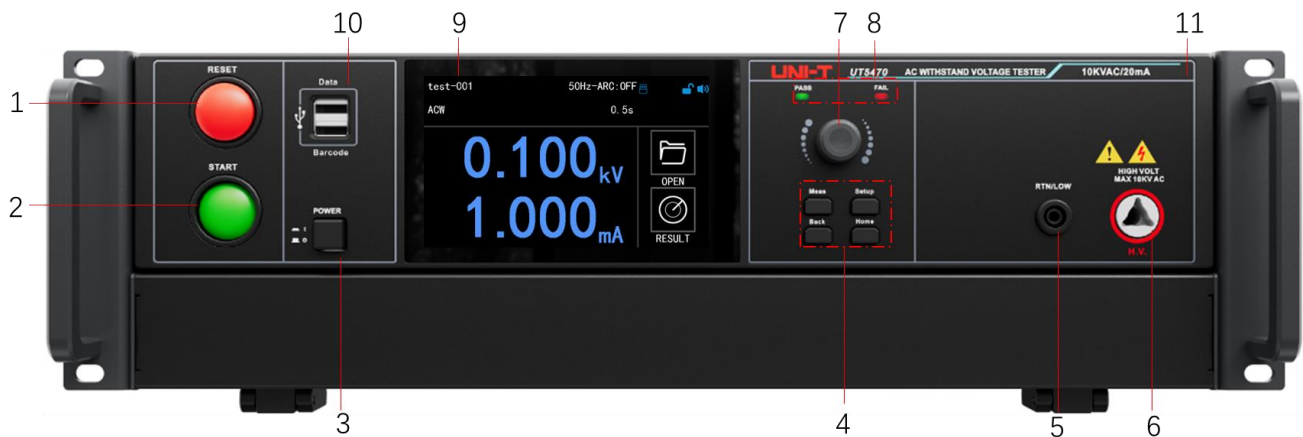 10
9
7
8
11
RESET
Data
Barcode
1
START
2
POWER
I
O
test-001
50Hz-ARC:OFF
ACW
0.5s
0.100kV
1.000mA
OPEN
RESULT
UNI-T UT5470 AC WITHSTAND VOLTAGE TESTER 10KVAC/20mA
PASS
FAIL
Meas
Setup
Back
Home
RTN/LOW
HIGH VOLT
MAX 10KV AC
H.V.
3
4
5
6